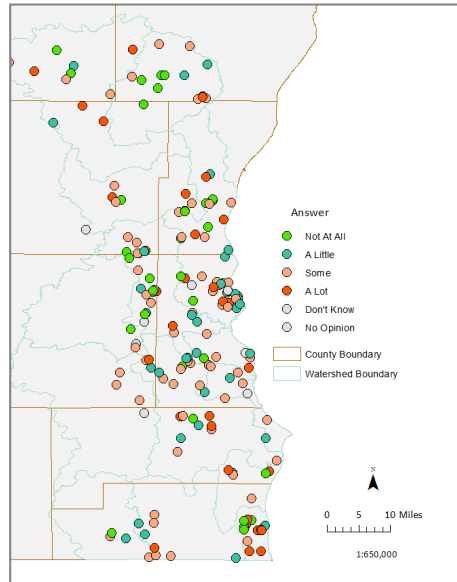 Answer
Not At All
A Little
Some
A Lot
Don't Know
No Opinion
County Boundary
Watershed Boundary
N
0 5 10 Miles
1:650,000